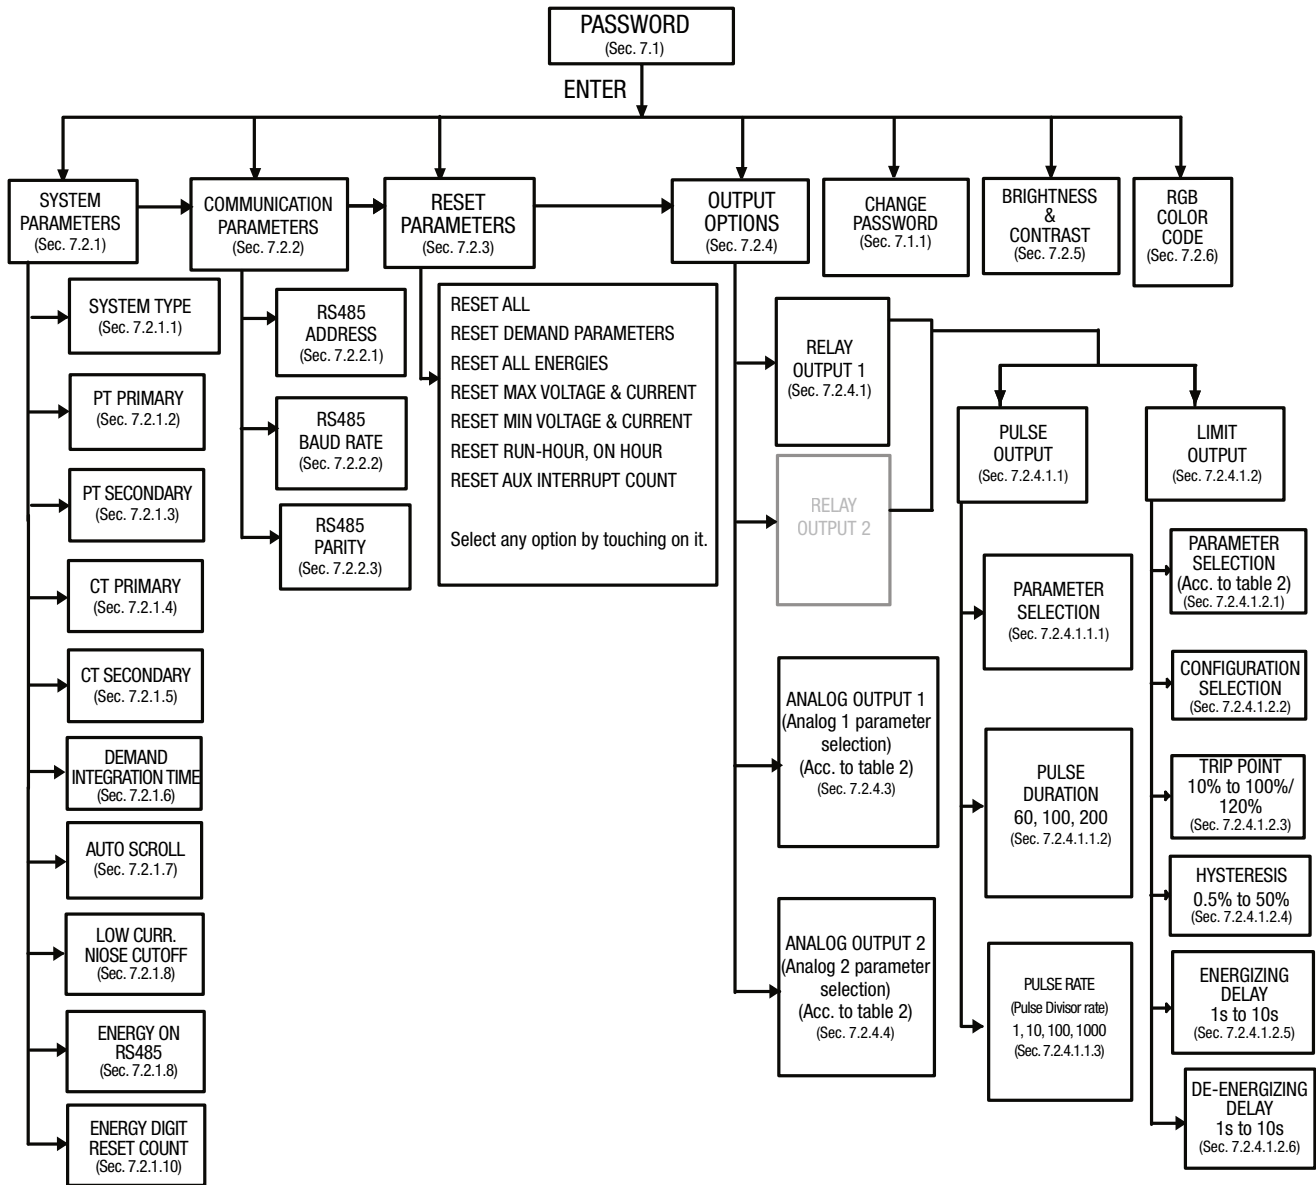 PASSWORD
(Sec. 7.1)
ENTER
SYSTEM
PARAMETERS
(Sec. 7.2.1)
COMMUNICATION
PARAMETERS
(Sec. 7.2.2)
RESET
PARAMETERS
(Sec. 7.2.3)
OUTPUT
OPTIONS
(Sec. 7.2.4)
CHANGE
PASSWORD
(Sec. 7.1.1)
BRIGHTNESS
&
CONTRAST
(Sec. 7.2.5)
RGB
COLOR
CODE
(Sec. 7.2.6)
SYSTEM TYPE
(Sec. 7.2.1.1)
PT PRIMARY
(Sec. 7.2.1.2)
PT SECONDARY
(Sec. 7.2.1.3)
CT PRIMARY
(Sec. 7.2.1.4)
CT SECONDARY
(Sec. 7.2.1.5)
DEMAND
INTEGRATION TIME
(Sec. 7.2.1.6)
AUTO SCROLL
(Sec. 7.2.1.7)
LOW CURR.
NIOSE CUTOFF
(Sec. 7.2.1.8)
ENERGY ON
RS485
(Sec. 7.2.1.8)
ENERGY DIGIT
RESET COUNT
(Sec. 7.2.1.10)
RS485
ADDRESS
(Sec. 7.2.2.1)
RS485
BAUD RATE
(Sec. 7.2.2.2)
RS485
PARITY
(Sec. 7.2.2.3)
RESET ALL
RESET DEMAND PARAMETERS
RESET ALL ENERGIES
RESET MAX VOLTAGE & CURRENT
RESET MIN VOLTAGE & CURRENT
RESET RUN-HOUR, ON HOUR
RESET AUX INTERRUPT COUNT
Select any option by touching on it.
RELAY
OUTPUT 1
(Sec. 7.2.4.1)
RELAY
OUTPUT 2
ANALOG OUTPUT 1
(Analog 1 parameter
selection)
(Acc. to table 2)
(Sec. 7.2.4.3)
ANALOG OUTPUT 2
(Analog 2 parameter
selection)
(Acc. to table 2)
(Sec. 7.2.4.4)
PULSE
OUTPUT
(Sec. 7.2.4.1.1)
PARAMETER
SELECTION
(Sec. 7.2.4.1.1.1)
PULSE
DURATION
60, 100, 200
(Sec. 7.2.4.1.1.2)
PULSE RATE
(Pulse Divisor rate)
1, 10, 100, 1000
(Sec. 7.2.4.1.1.3)
LIMIT
OUTPUT
(Sec. 7.2.4.1.2)
PARAMETER
SELECTION
(Acc. to table 2)
(Sec. 7.2.4.1.2.1)
CONFIGURATION
SELECTION
(Sec. 7.2.4.1.2.2)
TRIP POINT
10% to 100%/
120%
(Sec. 7.2.4.1.2.3)
HYSTERESIS
0.5% to 50%
(Sec. 7.2.4.1.2.4)
ENERGIZING
DELAY
1s to 10s
(Sec. 7.2.4.1.2.5)
DE-ENERGIZING
DELAY
1s to 10s
(Sec. 7.2.4.1.2.6)